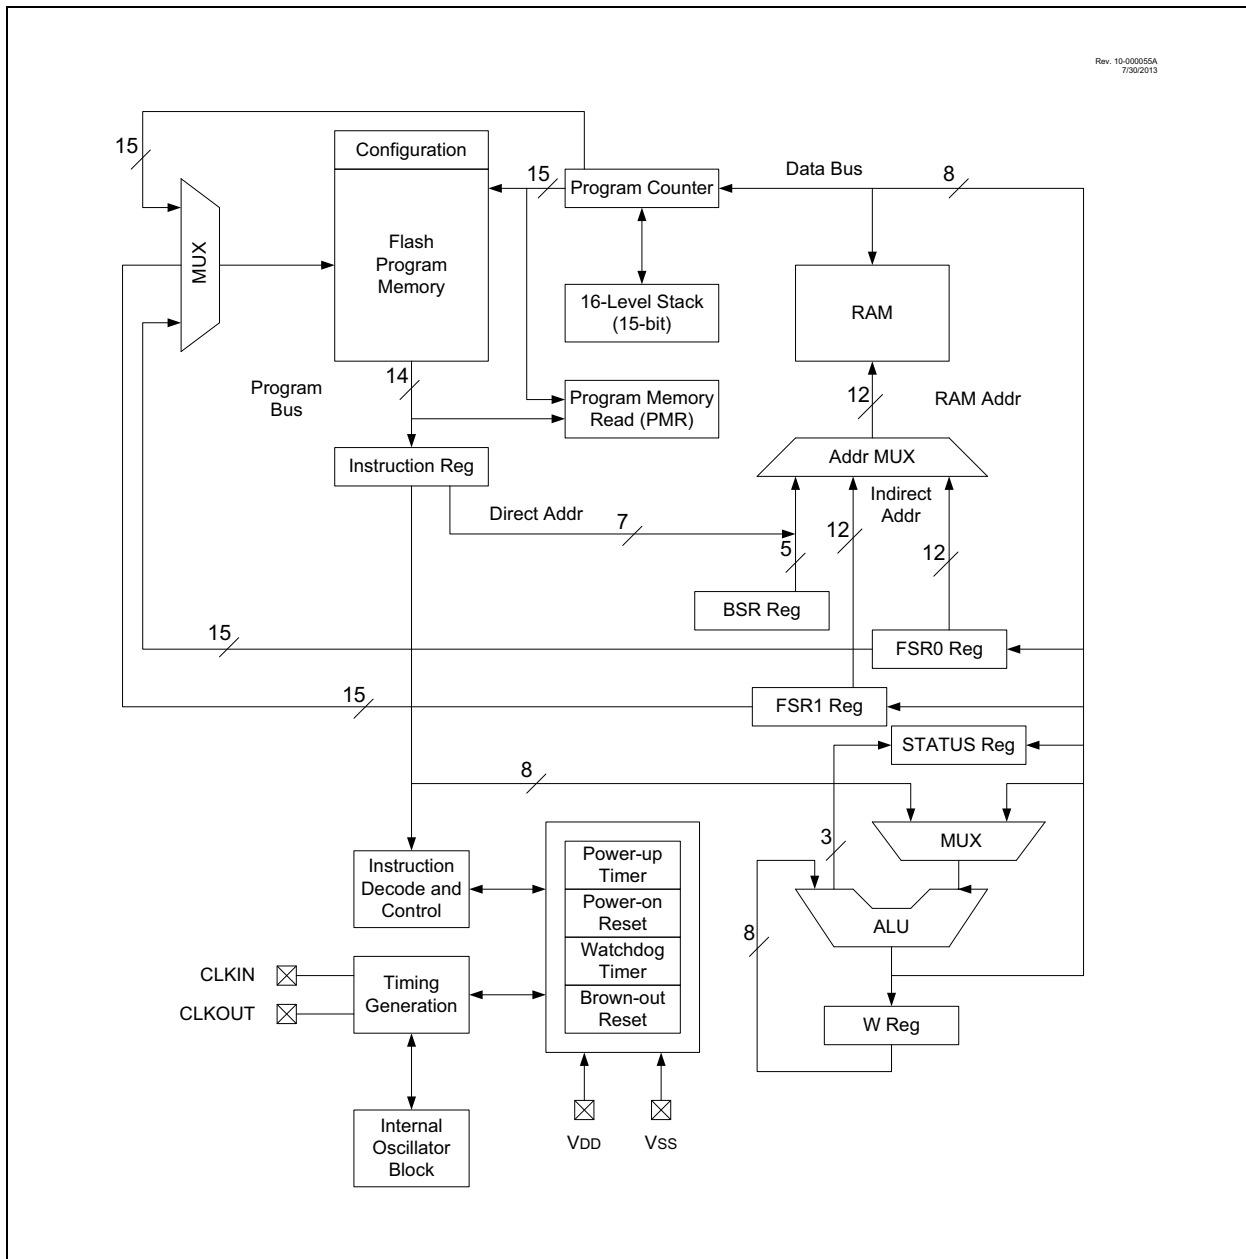 Rev. 10-000055A
7/30/2013
15
Configuration
15
Program Counter
Data Bus
8
MUX
Flash
Program
Memory
16-Level Stack
(15-bit)
RAM
14
Program
Bus
Program Memory
Read (PMR)
12
RAM Addr
Instruction Reg
Addr MUX
Direct Addr
7
Indirect
Addr
12
5
12
BSR Reg
15
FSR0 Reg
15
FSR1 Reg
STATUS Reg
8
3
MUX
Power-up
Timer
Instruction
Decode and
Control
Power-on
Reset
ALU
8
Watchdog
Timer
CLKIN
CLKOUT
Timing
Generation
Brown-out
Reset
W Reg
Internal
Oscillator
Block
VDD
VSS